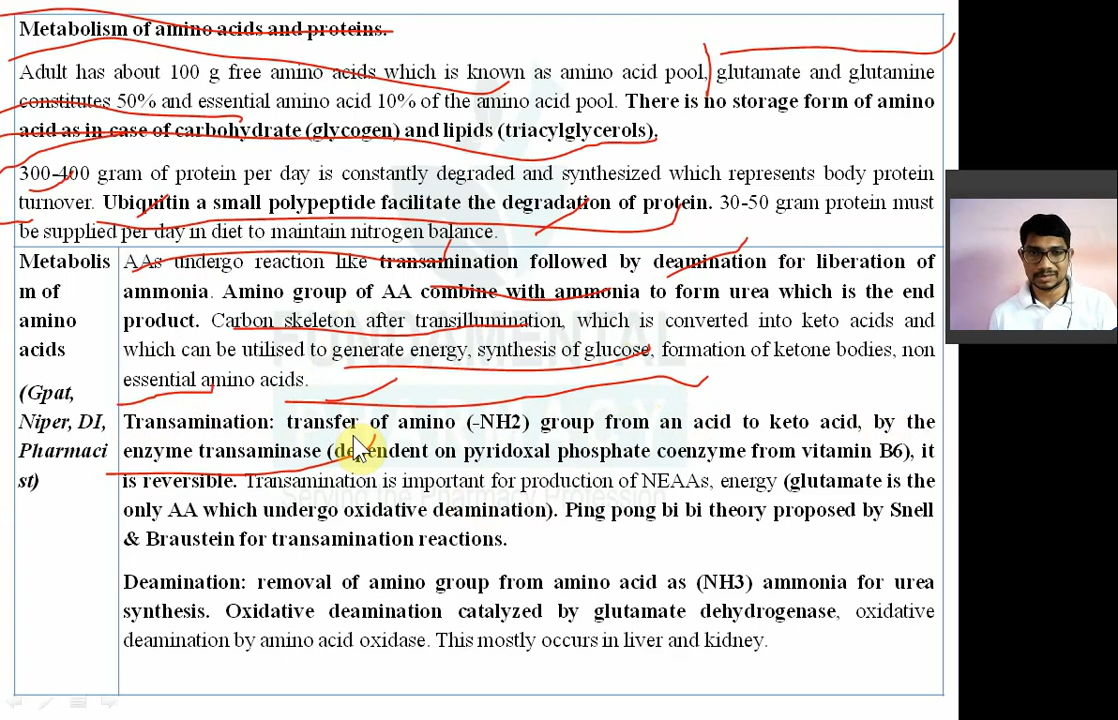 Metabolism of amino acids and proteins.
Adult has about 100 g free amino acids which is known as amino acid pool, glutamate and glutamine
constitutes 50% and essential amino acid 10% of the amino acid pool. There is no storage form of amino
acid as in case of carbohydrate (glycogen) and lipids (triacylglycerols).
300-400 gram of protein per day is constantly degraded and synthesized which represents body protein
turnover. Ubiquitin a small polypeptide facilitate the degradation of protein. 30-50 gram protein must
be supplied per day in diet to maintain nitrogen balance.
Metabolis
m of
amino
acids
(Gpat,
Niper, DI,
Pharmaci
st)
AAs undergo reaction like transamination followed by deamination for liberation of
ammonia. Amino group of AA combine with ammonia to form urea which is the end
product. Carbon skeleton after transillumination, which is converted into keto acids and
which can be utilised to generate energy, synthesis of glucose, formation of ketone bodies, non
essential amino acids.
Transamination: transfer of amino (-NH2) group from an acid to keto acid, by the
enzyme transaminase (dependent on pyridoxal phosphate coenzyme from vitamin B6), it
is reversible. Transamination is important for production of NEAAs, energy (glutamate is the
only AA which undergo oxidative deamination). Ping pong bi bi theory proposed by Snell
& Braustein for transamination reactions.
Deamination: removal of amino group from amino acid as (NH3) ammonia for urea
synthesis. Oxidative deamination catalyzed by glutamate dehydrogenase, oxidative
deamination by amino acid oxidase. This mostly occurs in liver and kidney.
FUNDAMENTAL
PHARMACY
Serving the Pharmacy Profession